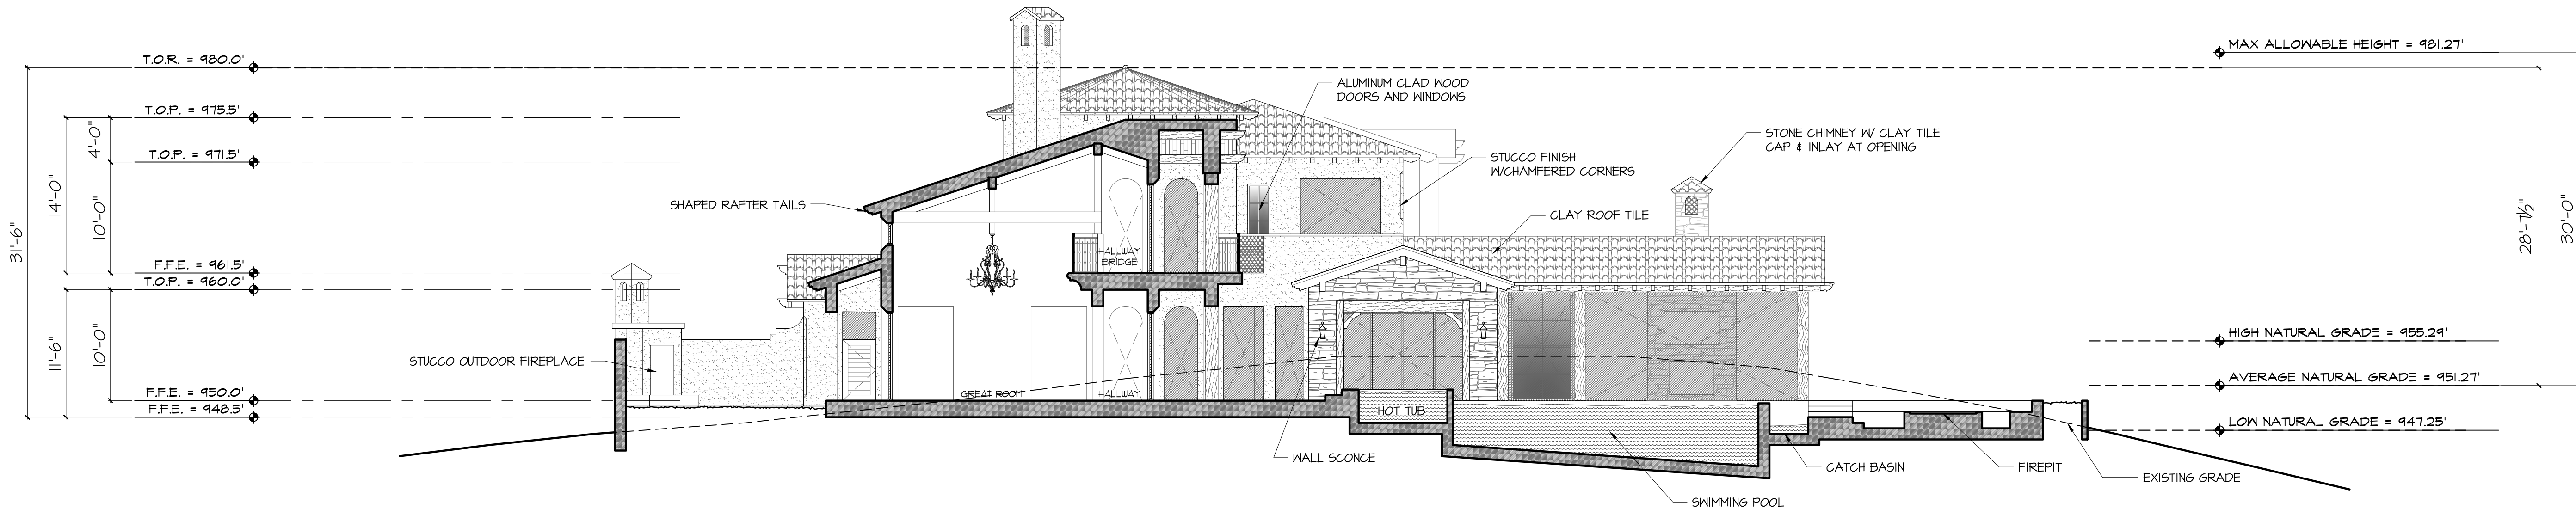 T.O.R. = 980.0'
T.O.P. = 975.5'
T.O.P. = 971.5'
F.F.E. = 961.5'
T.O.P. = 960.0'
F.F.E. = 950.0'
F.F.E. = 948.5'
31'-6"
14'-0"
4'-0"
10'-0"
11'-6"
10'-0"
SHAPED RAFTER TAILS
STUCCO OUTDOOR FIREPLACE
GREAT ROOM
HALLWAY
BRIDGE
HALLWAY
ALUMINUM CLAD WOOD
DOORS AND WINDOWS
STUCCO FINISH
W/CHAMFERED CORNERS
CLAY ROOF TILE
STONE CHIMNEY W/ CLAY TILE
CAP & INLAY AT OPENING
HOT TUB
WALL SCONCE
SWIMMING POOL
CATCH BASIN
FIREPIT
EXISTING GRADE
MAX ALLOWABLE HEIGHT = 981.27'
HIGH NATURAL GRADE = 955.29'
AVERAGE NATURAL GRADE = 951.27'
LOW NATURAL GRADE = 947.25'
28'-7½"
30'-0"